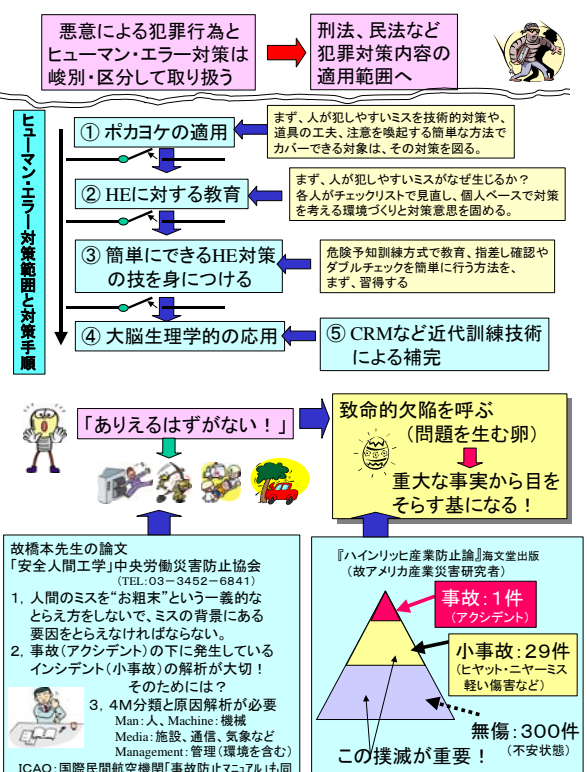 悪意による犯罪行為と
ヒューマン・エラー対策は
峻別・区分して取り扱う
刑法、民法など
犯罪対策内容の
適用範囲へ
ヒューマン・エラー対策範囲と対策手順
① ポカヨケの適用
まず、人が犯しやすいミスを技術的対策や、
道具の工夫、注意を喚起する簡単な方法で
カバーできる対象は、その対策を図る。
② HEに対する教育
まず、人が犯しやすいミスがなぜ生じるか？
各人がチェックリストで見直し、個人ベースで対策
を考える環境づくりと対策意思を固める。
③ 簡単にできるHE対策
の技を身につける
危険予知訓練方式で教育、指差し確認や
ダブルチェックを簡単に行う方法を、
まず、習得する
④ 大脳生理学的の応用
⑤ CRMなど近代訓練技術
による補完
「ありえるはずがない！」
致命的欠陥を呼ぶ
（問題を生む卵）
重大な事実から目を
そらす基になる！
故橋本先生の論文
「安全人間工学」中央労働災害防止協会
（TEL:０３－３４５２－６８４１）
１，人間のミスを“お粗末”という一義的な
とらえ方をしないで、ミスの背景にある
要因をとらえなければならない。
２，事故（アクシデント）の下に発生している
インシデント（小事故）の解析が大切！
そのためには？
３，４M分類と原因解析が必要
Man：人、Machine：機械
Media：施設、通信、気象など
Management：管理（環境を含む）
ICAO：国際民間航空機関「事故防止マニュアル」も同
『ハインリッヒ産業防止論』海文堂出版
（故アメリカ産業災害研究者）
事故：１件
（アクシデント）
小事故：29件
（ヒヤット・ニヤーミス
軽い傷害など）
無傷：300件
（不安状態）
この撲滅が重要！